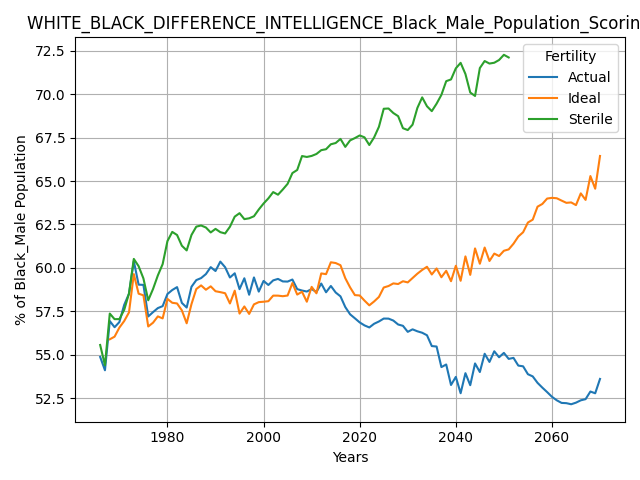 WHITE_BLACK_DIFFERENCE_INTELLIGENCE_Black_Male_Population_Scorin
72.5
70.0
67.5
65.0
62.5
60.0
57.5
55.0
52.5
% of Black_Male Population
Fertility
Actual
Ideal
Sterile
1980
2000
2020
2040
2060
Years